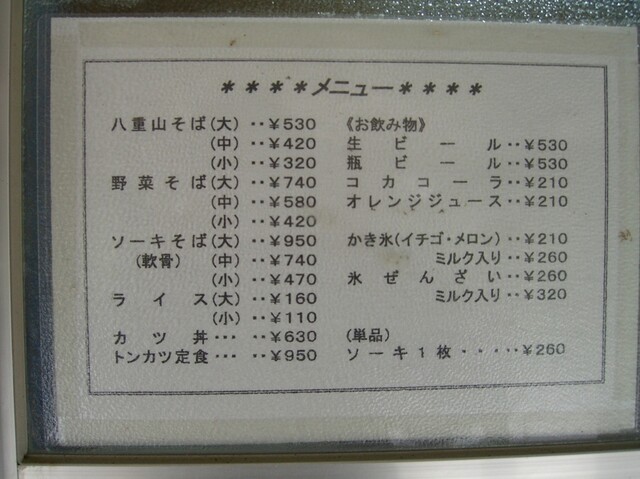 ＊＊＊＊メニュー＊＊＊＊
八重山そば(大)‥¥530
(中)‥¥420
(小)‥¥320
野菜そば(大)‥¥740
(中)‥¥580
(小)‥¥420
ソーキそば(大)‥¥950
(軟骨) (中)‥¥740
(小)‥¥470
ライス(大)‥¥160
(小)‥¥110
カツ丼‥‥¥630
トンカツ定食‥¥950
《お飲み物》
生ビール‥¥530
瓶ビール‥¥530
コカコーラ‥¥210
オレンジジュース‥¥210
かき氷(イチゴ・メロン)‥¥210
ミルク入り‥¥260
氷ぜんざい‥¥260
ミルク入り‥¥320
(単品)
ソーキ1枚・・・‥¥260